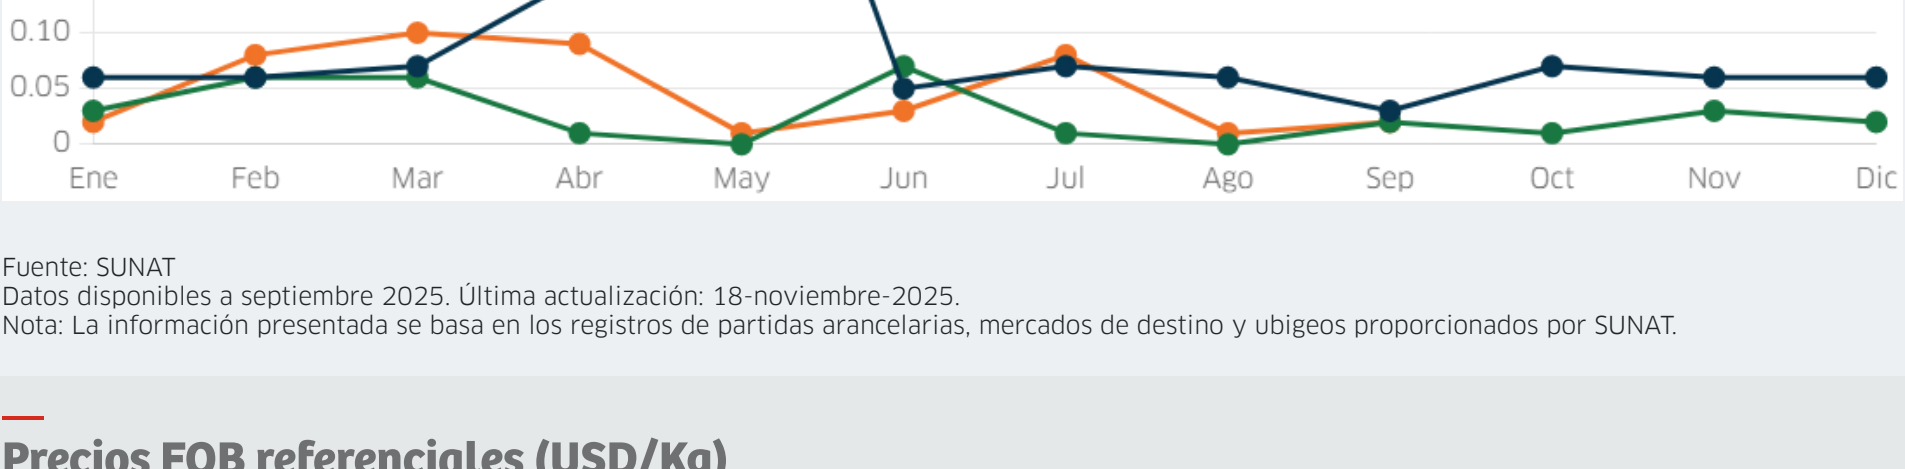 0.10
0.05
0
Ene Feb Mar Abr May Jun Jul Ago Sep Oct Nov Dic
Fuente: SUNAT
Datos disponibles a septiembre 2025. Última actualización: 18-noviembre-2025.
Nota: La información presentada se basa en los registros de partidas arancelarias, mercados de destino y ubigeos proporcionados por SUNAT.
Precios FOB referenciales (USD/Kg)